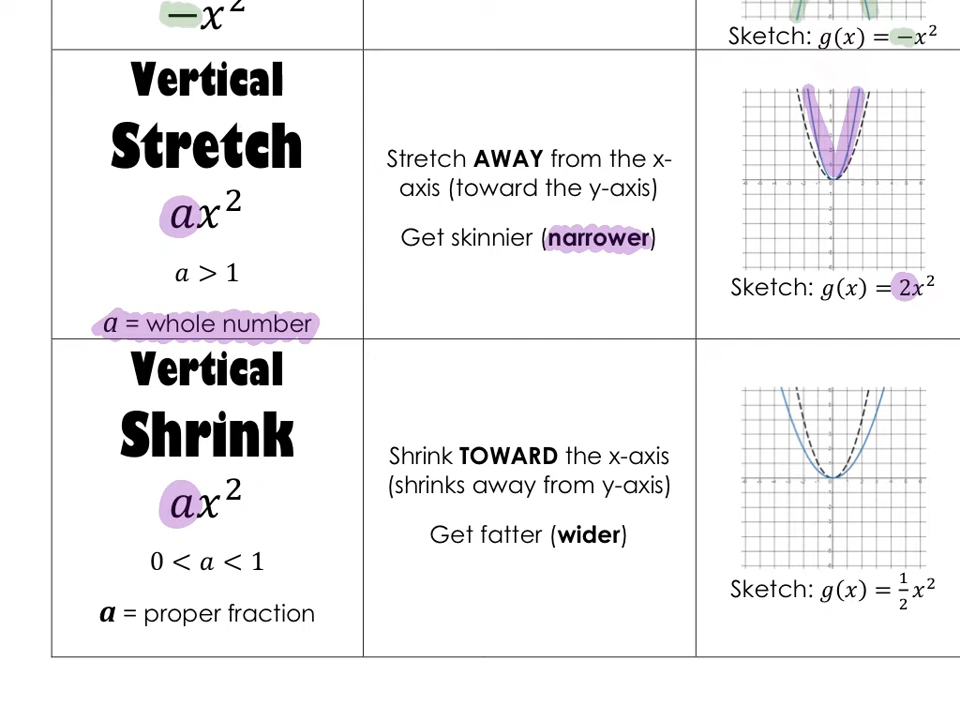 −x²
Sketch: g(x) = −x²
Vertical
Stretch
ax²
a > 1
a = whole number
Stretch AWAY from the x-
axis (toward the y-axis)
Get skinnier (narrower)
Sketch: g(x) = 2x²
Vertical
Shrink
ax²
0 < a < 1
a = proper fraction
Shrink TOWARD the x-axis
(shrinks away from y-axis)
Get fatter (wider)
Sketch: g(x) = 1/2 x²